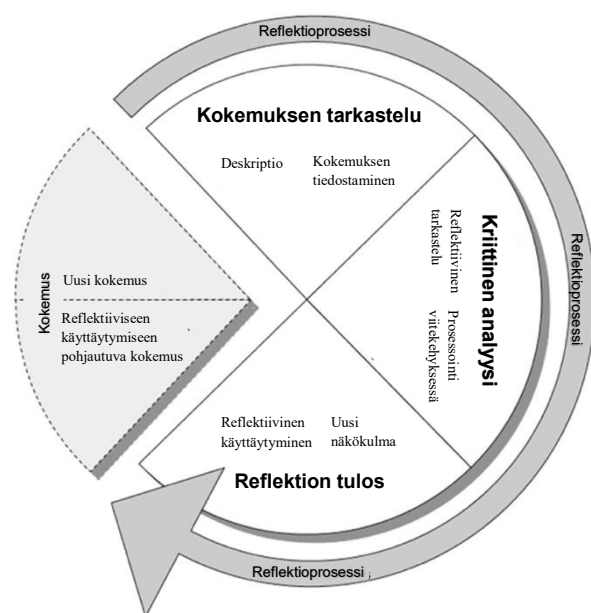 Reflektioprosessi
Kokemuksen tarkastelu
Deskriptio
Kokemuksen
tiedostaminen
Kriittinen analyysi
Reflektiivinen
tarkastelu
Prosessointi
viitekehyksessä
Reflektioprosessi
Kokemus
Uusi kokemus
Reflektiiviseen
käyttäytymiseen
pohjautuva kokemus
Reflektiivinen
käyttäytyminen
Uusi
näkökulma
Reflektion tulos
Reflektioprosessi